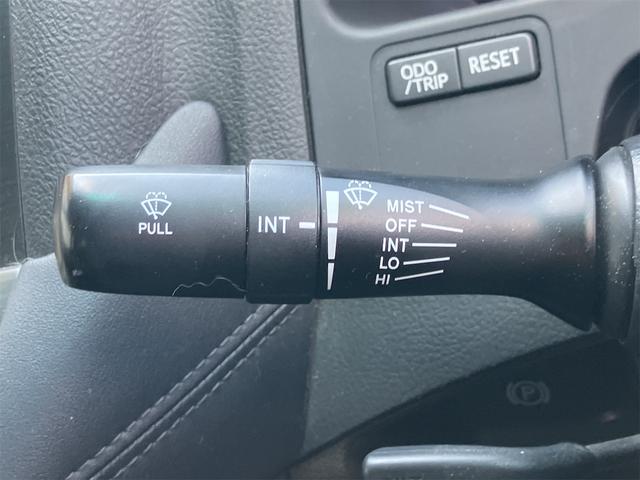 ODO
/TRIP
RESET
PULL
INT
MIST
OFF
INT
LO
HI
P